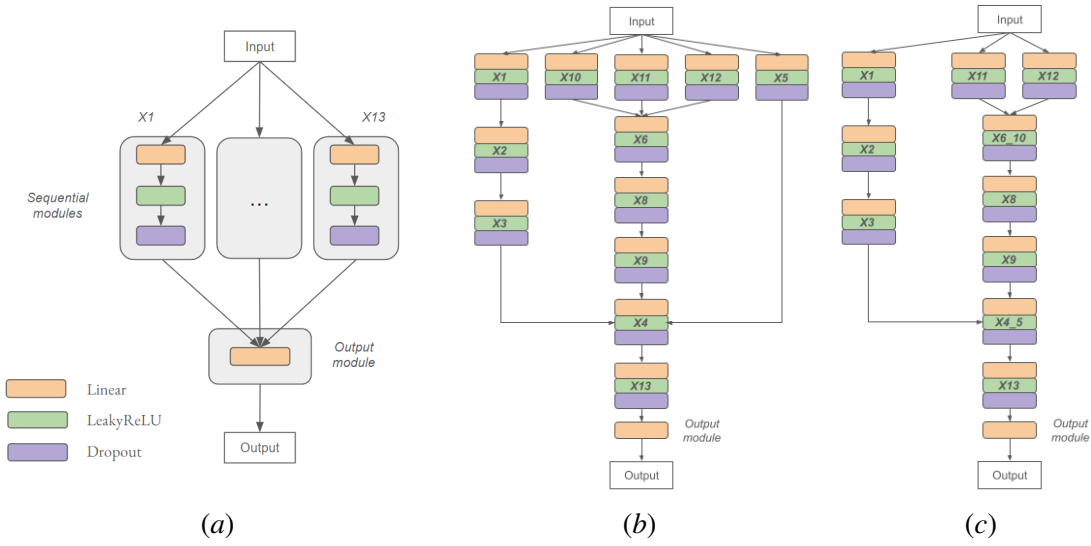 Input
X1
X13
Sequential
modules
...
Output
module
Linear
LeakyReLU
Dropout
Output
(a)
Input
X1
X10
X11
X12
X5
X2
X6
X3
X8
X9
X4
X13
Output
module
Output
(b)
Input
X1
X11
X12
X2
X6_10
X3
X8
X9
X4_5
X13
Output
module
Output
(c)